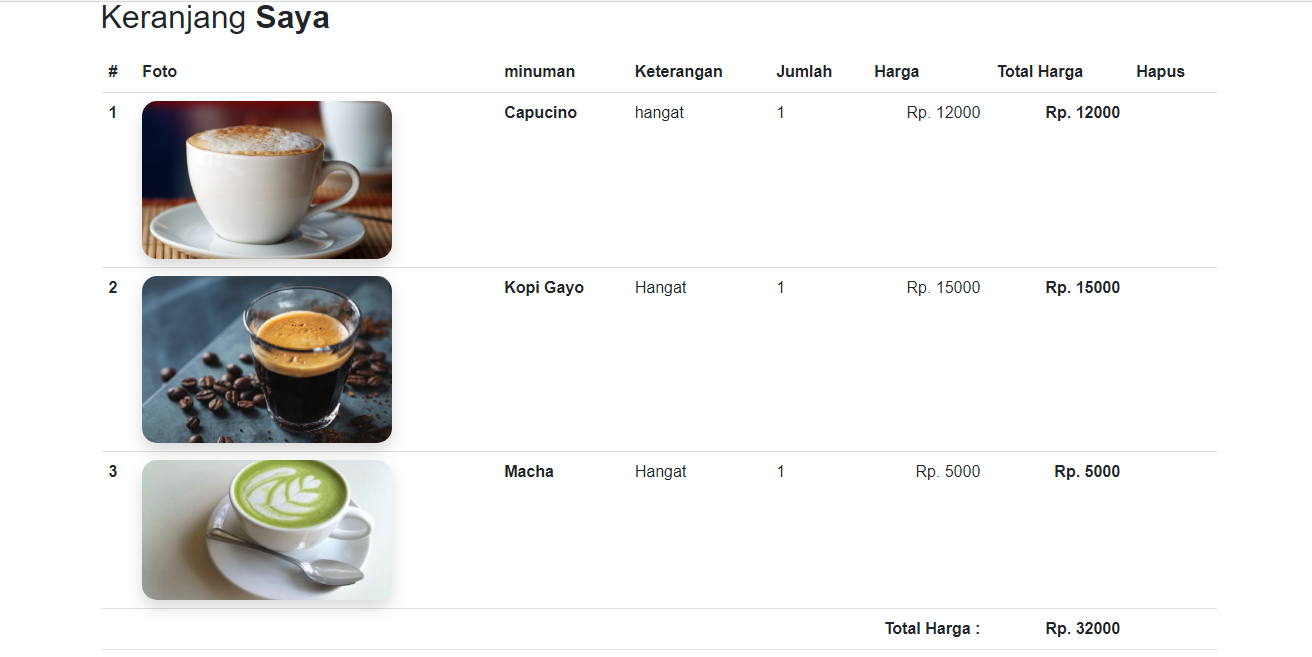 Keranjang Saya
# Foto minuman Keterangan Jumlah Harga Total Harga Hapus
1 Capucino hangat 1 Rp. 12000 Rp. 12000
2 Kopi Gayo Hangat 1 Rp. 15000 Rp. 15000
3 Macha Hangat 1 Rp. 5000 Rp. 5000
Total Harga : Rp. 32000